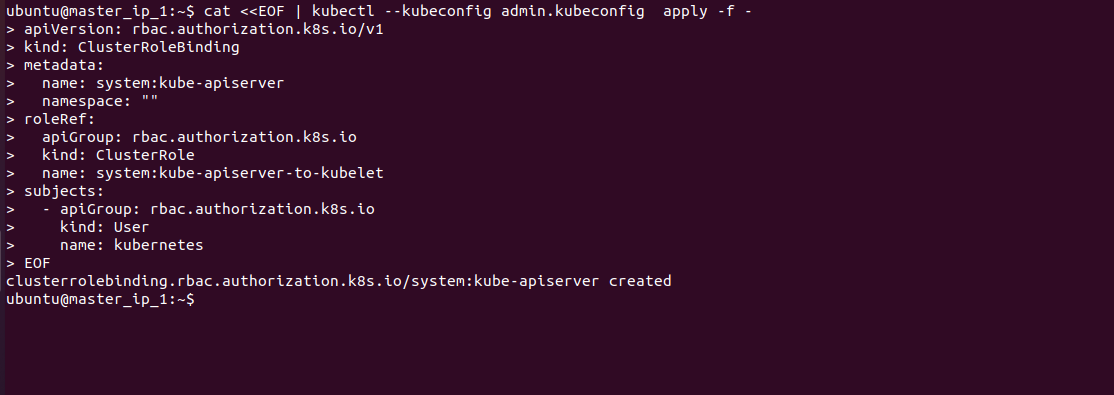 ubuntu@master_ip_1:~$ cat <<EOF | kubectl --kubeconfig admin.kubeconfig  apply -f -
> apiVersion: rbac.authorization.k8s.io/v1
> kind: ClusterRoleBinding
> metadata:
>   name: system:kube-apiserver
>   namespace: ""
> roleRef:
>   apiGroup: rbac.authorization.k8s.io
>   kind: ClusterRole
>   name: system:kube-apiserver-to-kubelet
> subjects:
>   - apiGroup: rbac.authorization.k8s.io
>     kind: User
>     name: kubernetes
> EOF
clusterrolebinding.rbac.authorization.k8s.io/system:kube-apiserver created
ubuntu@master_ip_1:~$